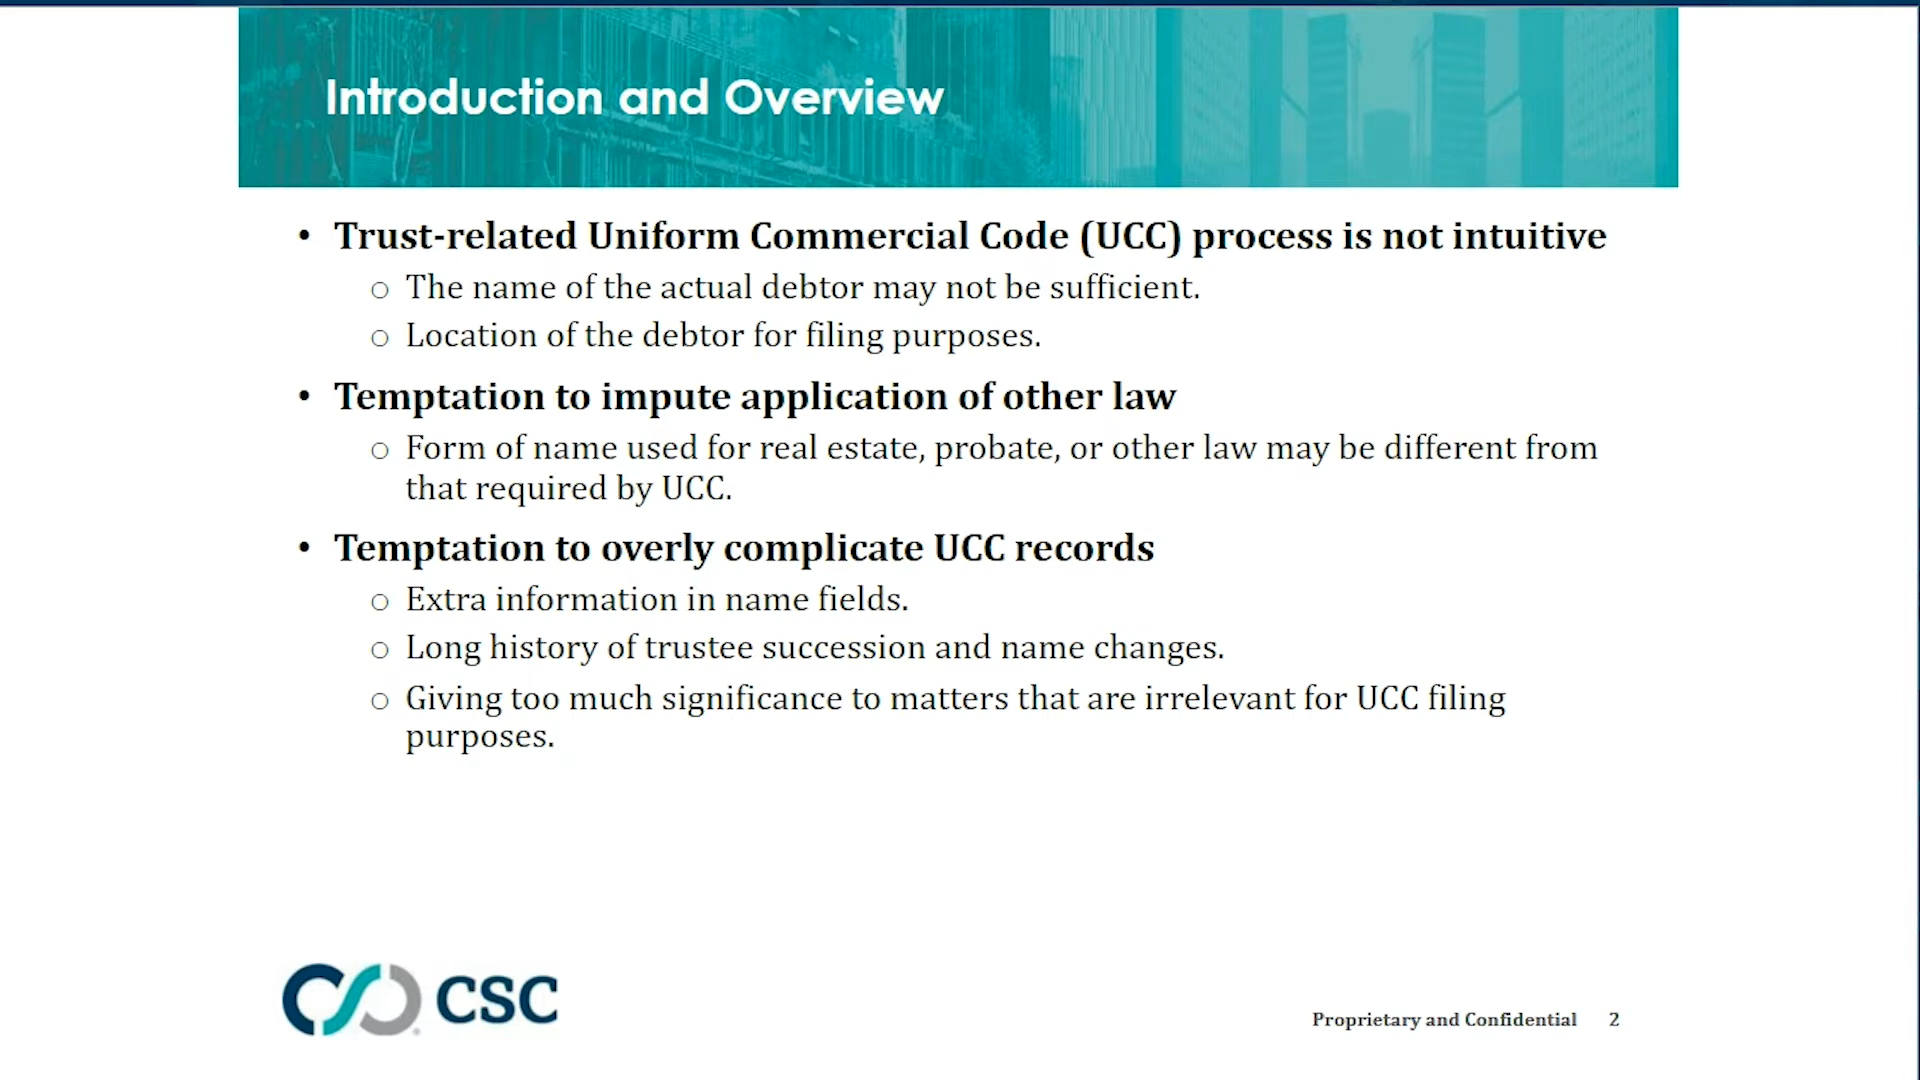 Introduction and Overview
• Trust-related Uniform Commercial Code (UCC) process is not intuitive
○ The name of the actual debtor may not be sufficient.
○ Location of the debtor for filing purposes.
• Temptation to impute application of other law
○ Form of name used for real estate, probate, or other law may be different from
that required by UCC.
• Temptation to overly complicate UCC records
○ Extra information in name fields.
○ Long history of trustee succession and name changes.
○ Giving too much significance to matters that are irrelevant for UCC filing
purposes.
CSC
Proprietary and Confidential 2